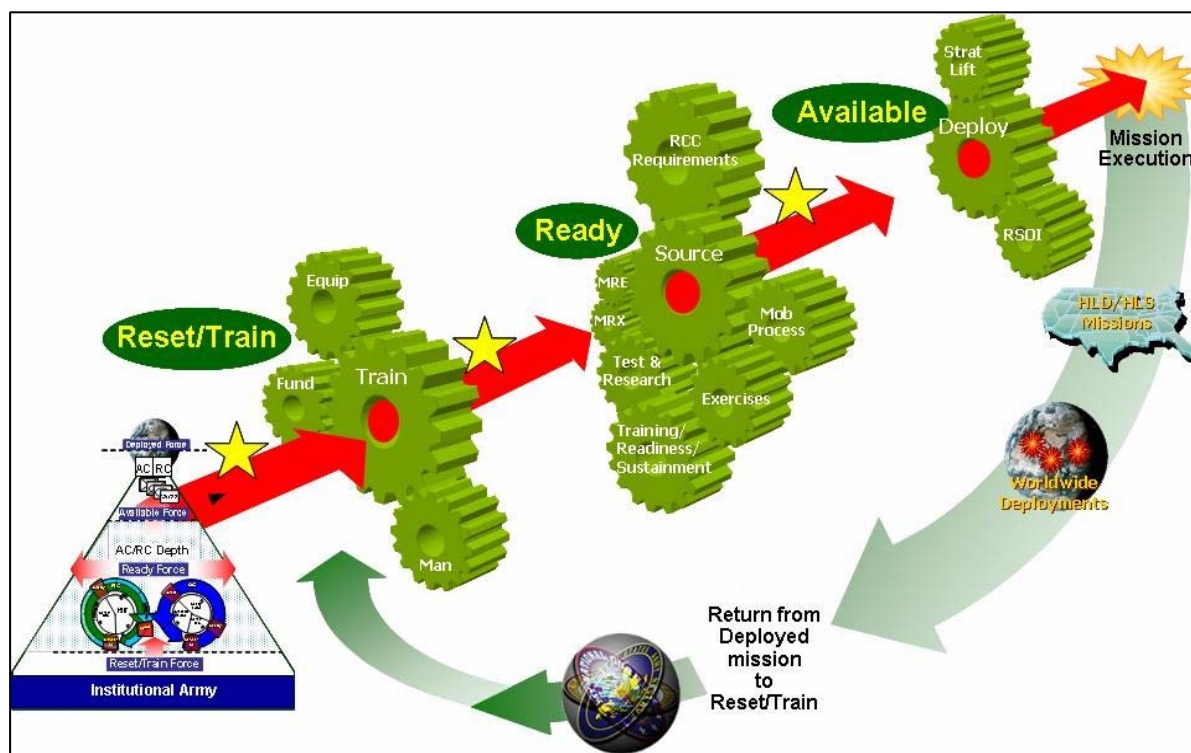 Strat
Lift
Available
Deploy
Mission
Execution
RCC
Requirements
RSOI
Ready
Source
MRE
HLD/HLS
Missions
Equip
MRX
Mob
Process
Reset/Train
Test &
Research
Train
Fund
Exercises
Training/
Readiness/
Sustainment
Worldwide
Deployments
Deployed Force
AC RC
Available Force
Man
AC/RC Depth
Ready Force
Return from
Deployed
mission
to
Reset/Train
Reset/Train Force
Institutional Army